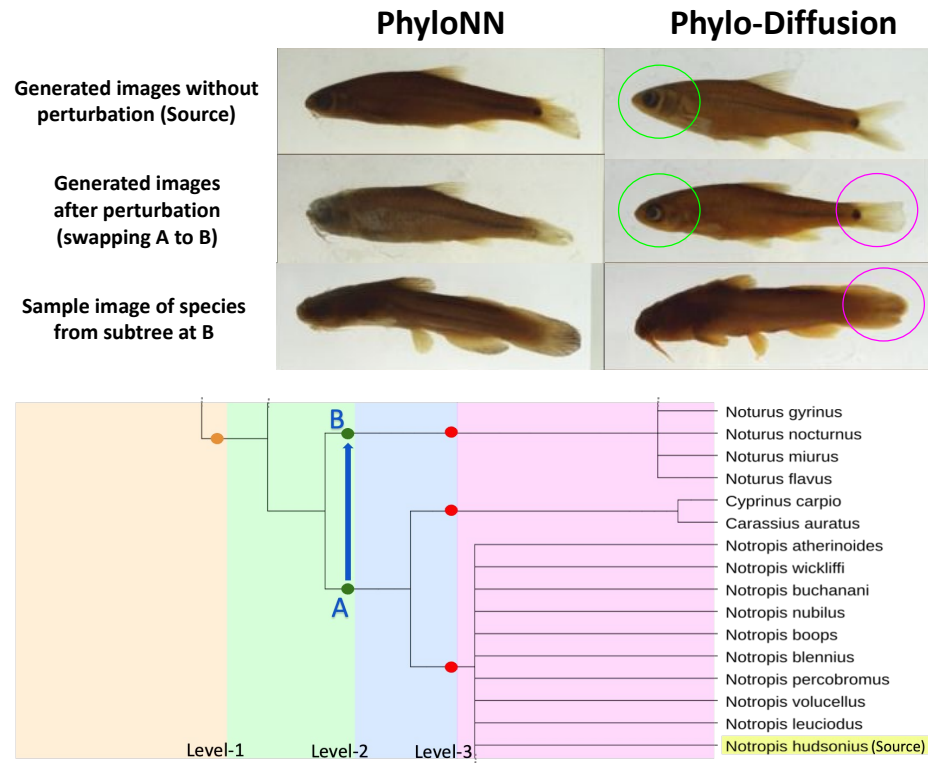 PhyloNN
Phylo-Diffusion
Generated images without
perturbation (Source)
Generated images
after perturbation
(swapping A to B)
Sample image of species
from subtree at B
B
A
Noturus gyrinus
Noturus nocturnus
Noturus miurus
Noturus flavus
Cyprinus carpio
Carassius auratus
Notropis atherinoides
Notropis wickliffi
Notropis buchanani
Notropis nubilus
Notropis boops
Notropis blennius
Notropis percobromus
Notropis volucellus
Notropis leuciodus
Notropis hudsonius (Source)
Level-1
Level-2
Level-3